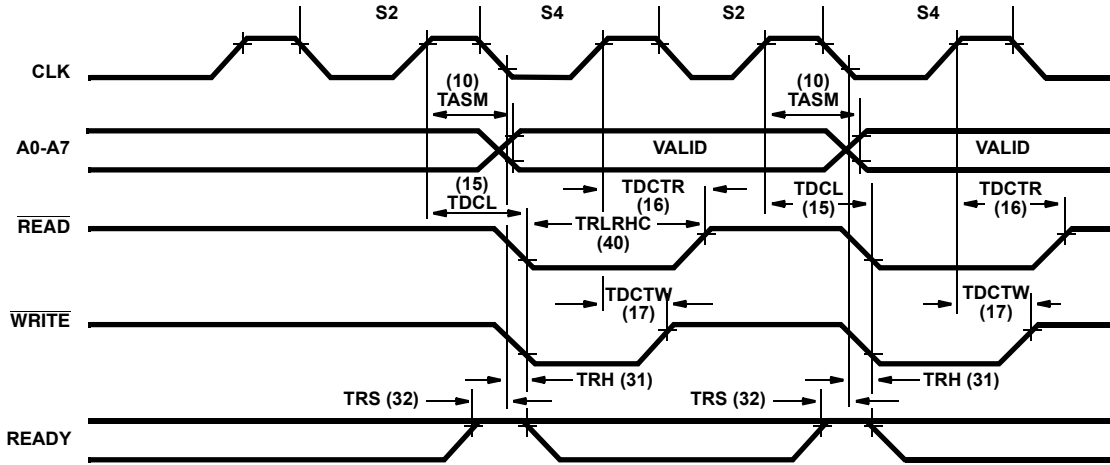 S2 S4 S2 S4
CLK
(10) (10)
TASM TASM
A0-A7 VALID VALID
(15) TDCTR TDCL TDCTR
TDCL (16) (15) (16)
READ TRLRHC
(40)
TDCTW TDCTW
WRITE (17) (17)
TRH (31) TRH (31)
TRS (32) TRS (32)
READY